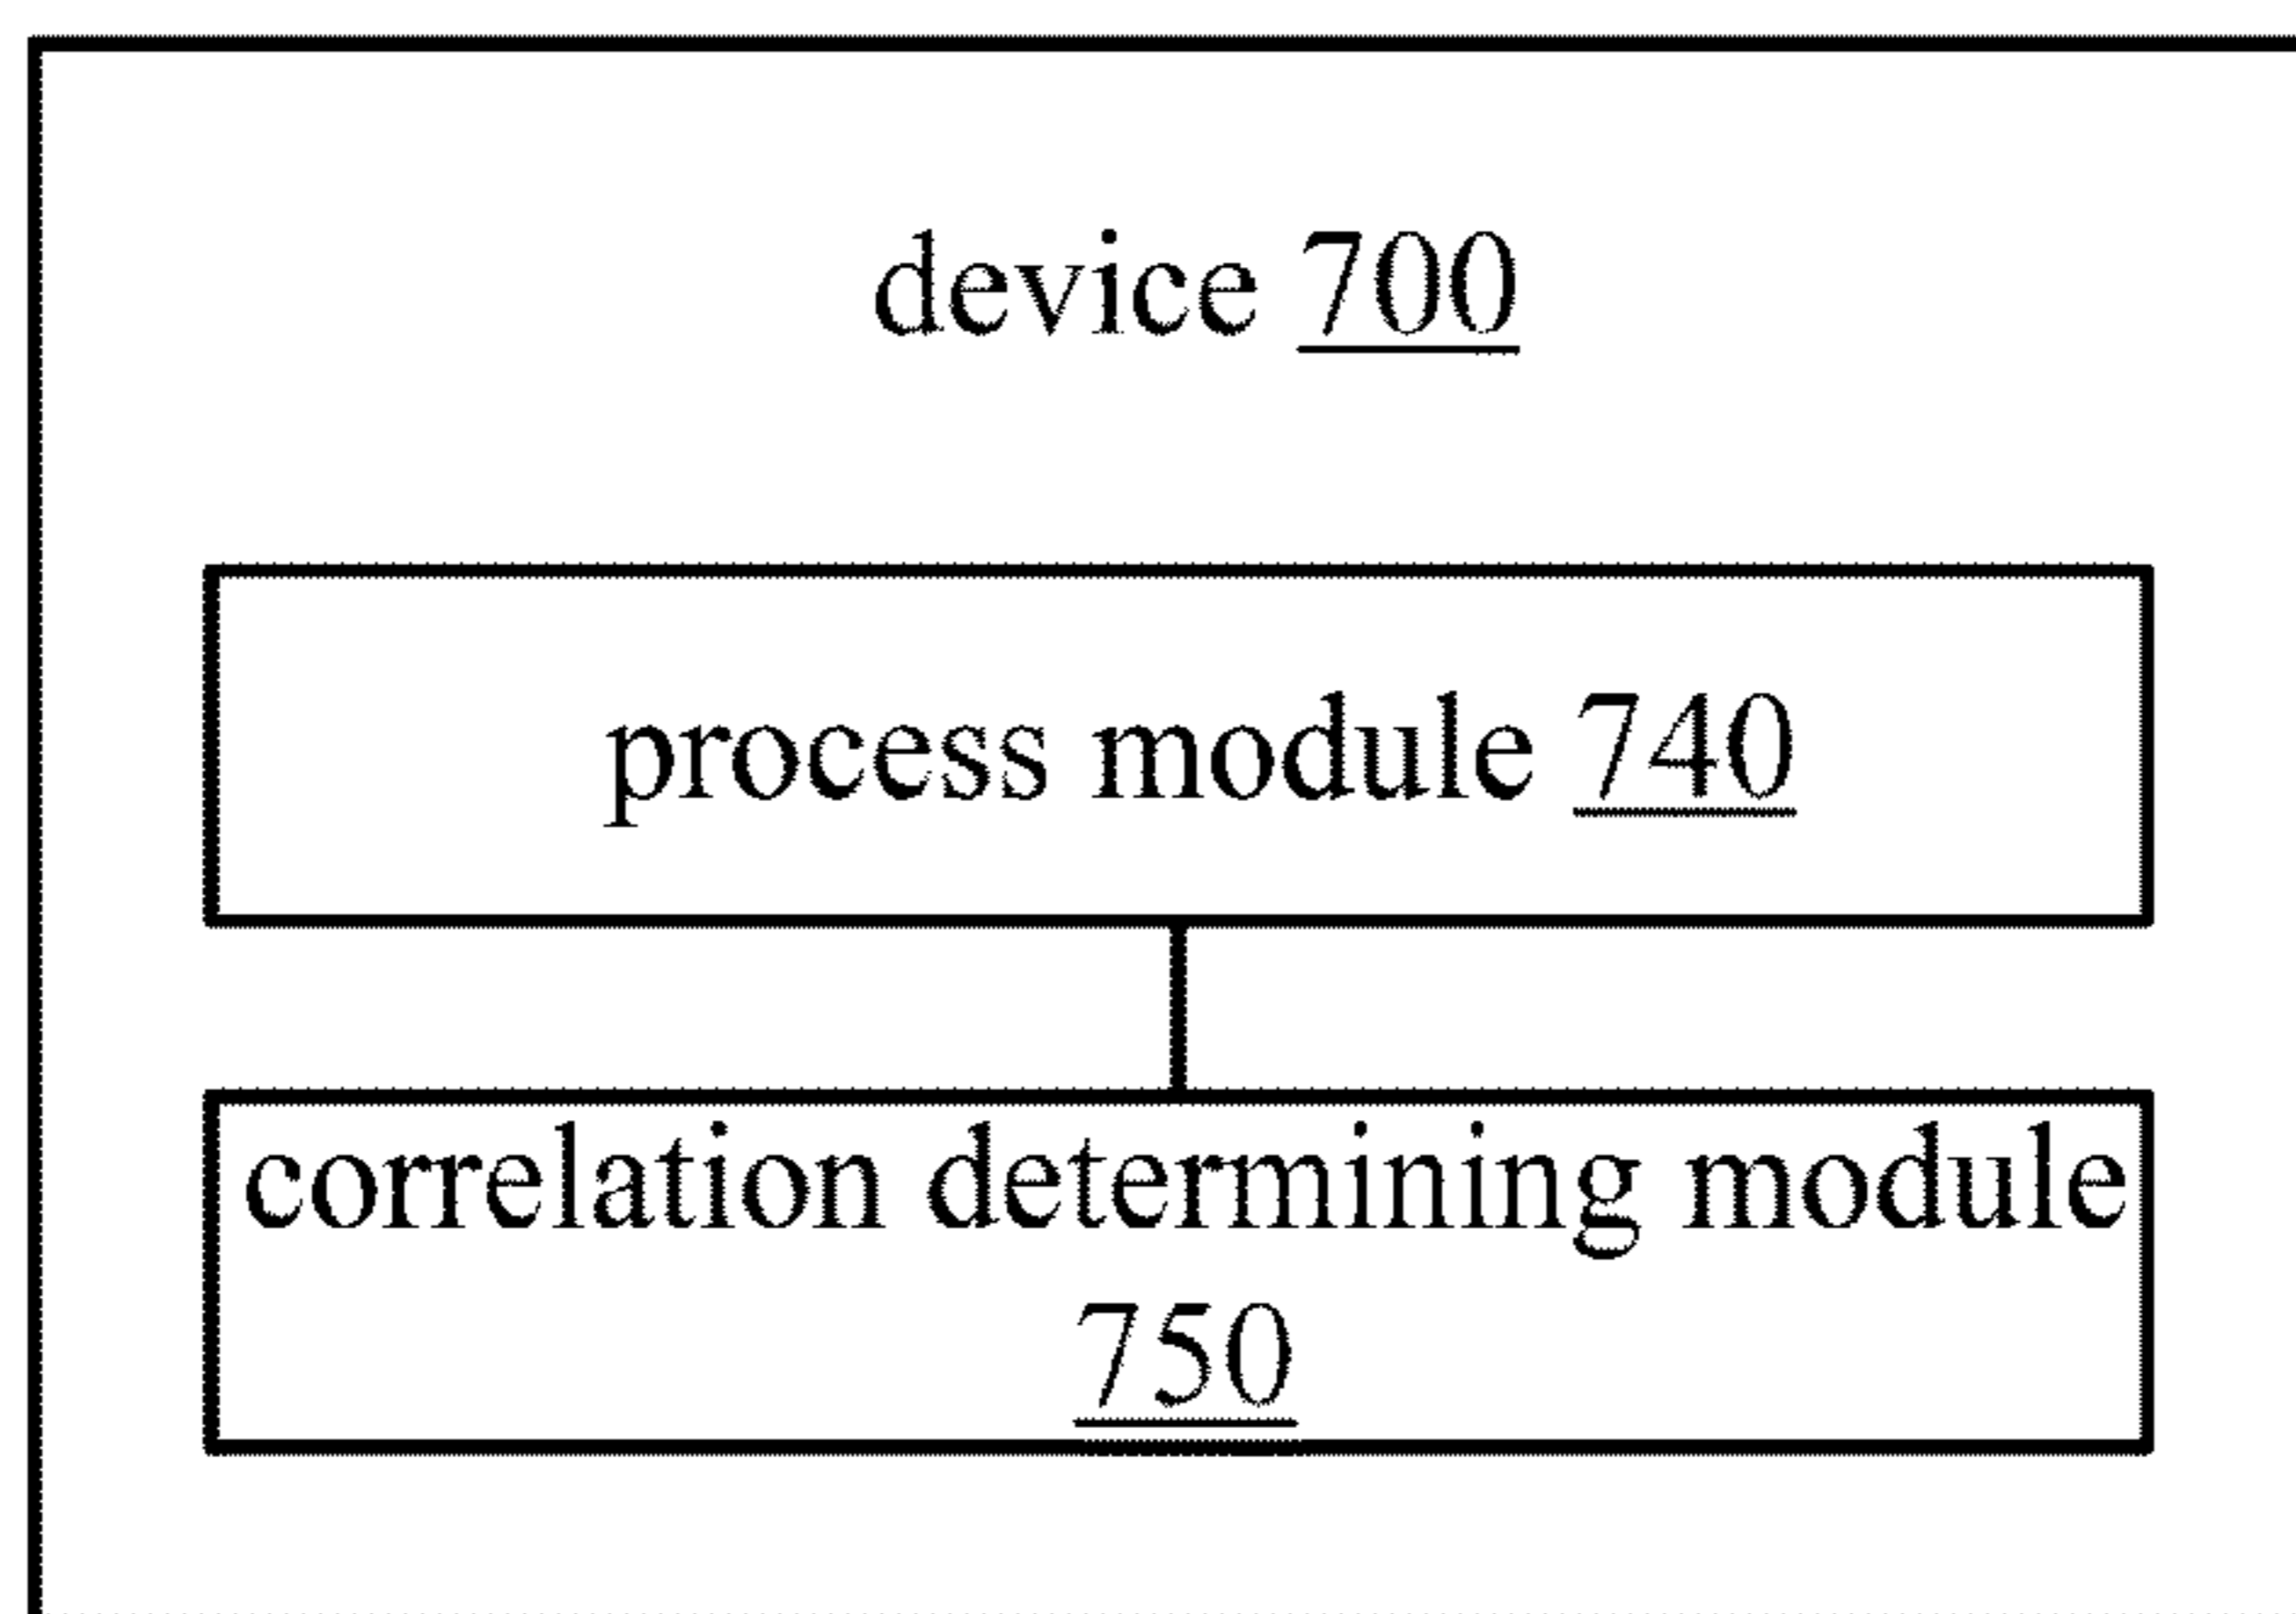 device 700
process module 740
correlation determining module
750